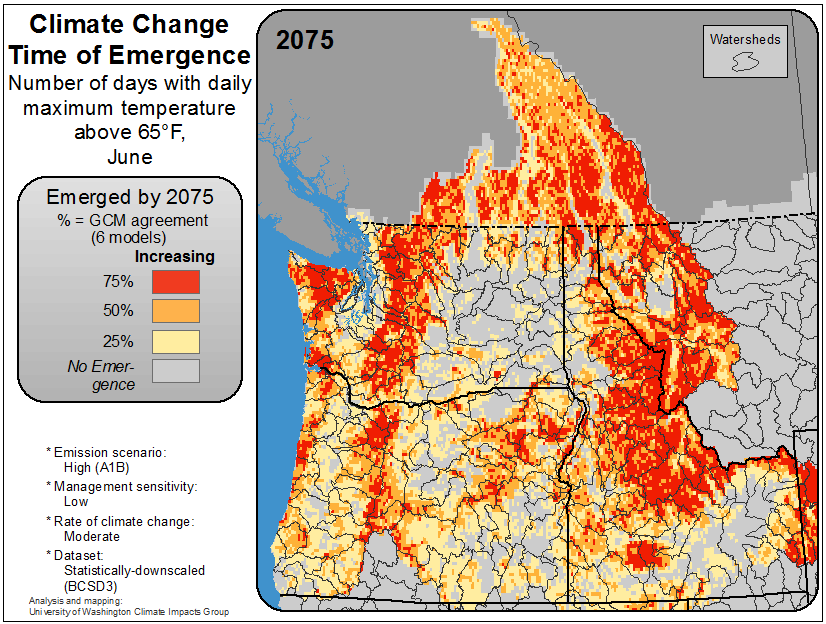 Climate Change
Time of Emergence
Number of days with daily
maximum temperature
above 65°F,
June
Emerged by 2075
% = GCM agreement
(6 models)
Increasing
75%
50%
25%
No Emer-
gence
* Emission scenario:
High (A1B)
* Management sensitivity:
Low
* Rate of climate change:
Moderate
* Dataset:
Statistically-downscaled
(BCSD3)
Analysis and mapping:
University of Washington Climate Impacts Group
2075
Watersheds